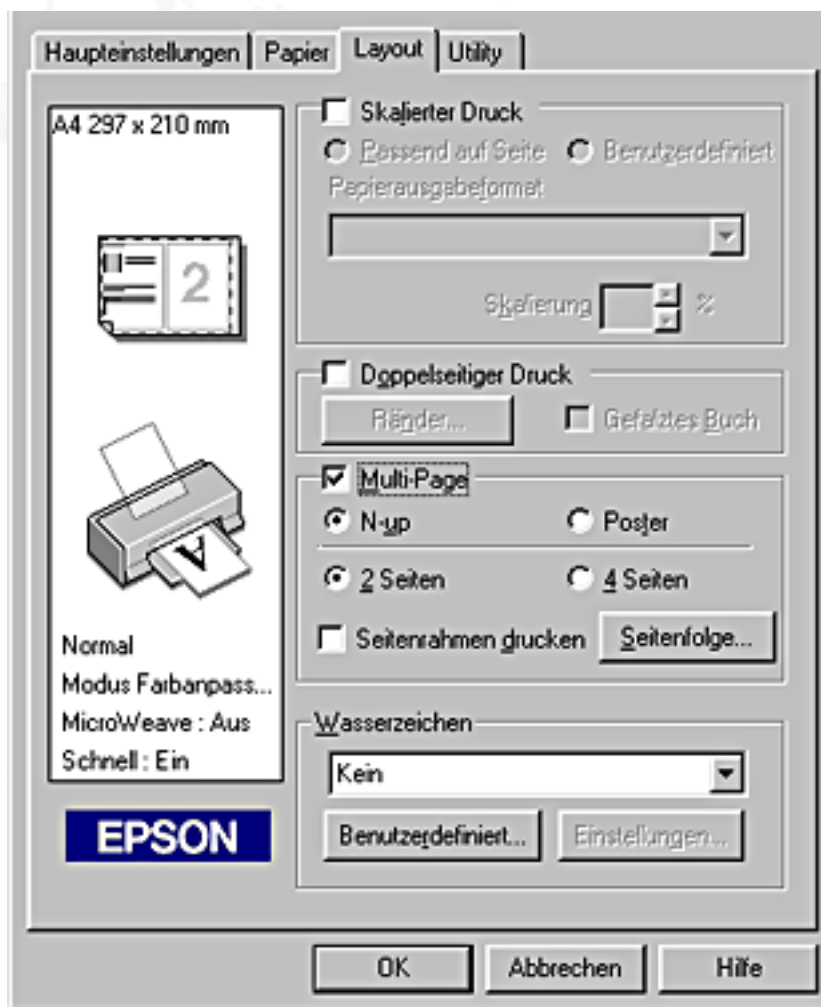 Haupteinstellungen Papier Layout Utility
A4 297 x 210 mm
2
A
Normal
Modus Farbanpass...
MicroWeave : Aus
Schnell : Ein
EPSON
Skalierter Druck
Passend auf Seite Benutzerdefiniert
Papierausgabeformat
Skalierung %
Doppelseitiger Druck
Ränder... Gefalztes Buch
Multi-Page
N-up Poster
2 Seiten 4 Seiten
Seitenrahmen drucken Seitenfolge...
Wasserzeichen
Kein
Benutzerdefiniert... Einstellungen...
OK Abbrechen Hilfe